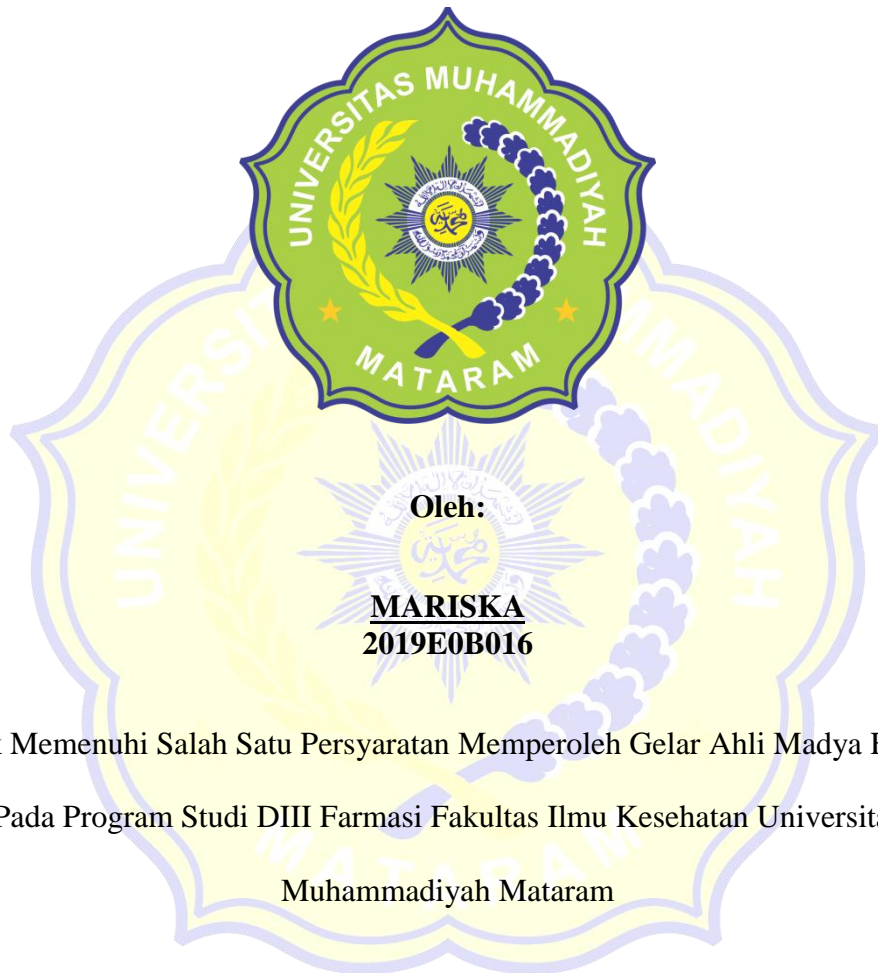 UNIVERSITAS MUHAMMADIYAH
MATARAM
Oleh:
MARISKA
2019E0B016
Memenuhi Salah Satu Persyaratan Memperoleh Gelar Ahli Madya
Pada Program Studi DIII Farmasi Fakultas Ilmu Kesehatan
Muhammadiyah Mataram